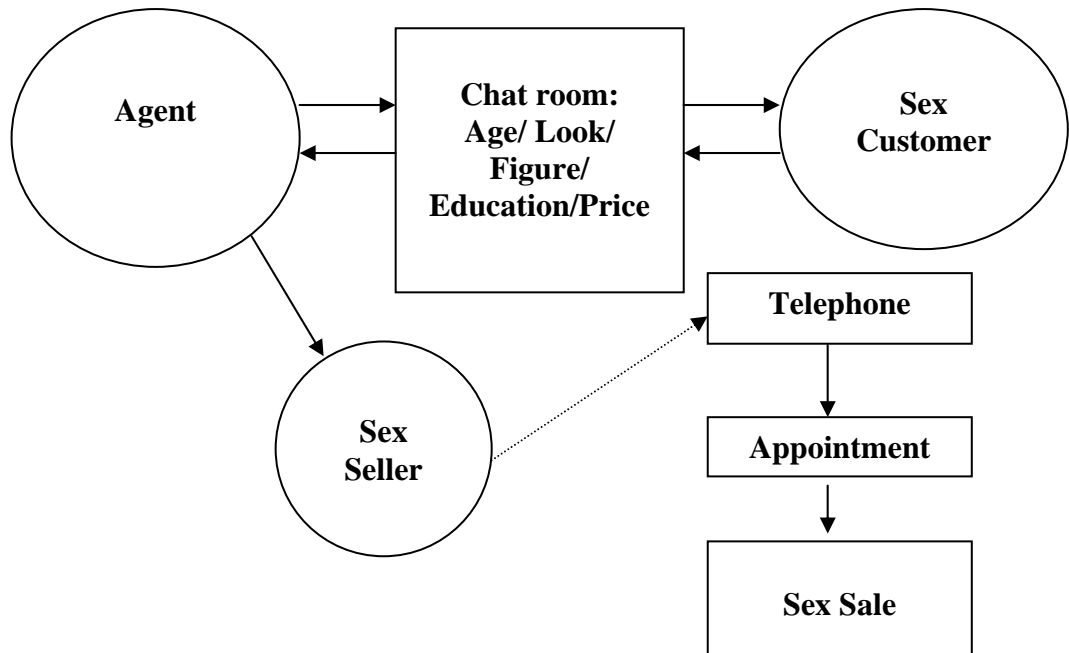 Agent
Chat room:
Age/ Look/
Figure/
Education/Price
Sex
Customer
Telephone
Sex
Seller
Appointment
Sex Sale